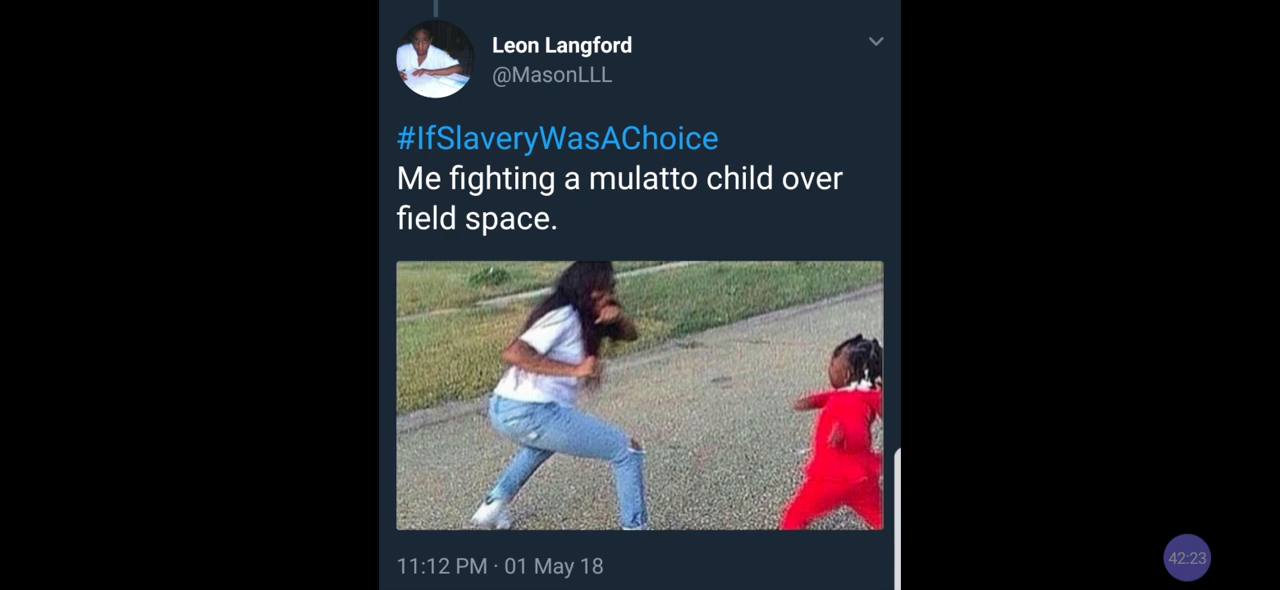 Leon Langford
@MasonLLL
#IfSlaveryWasAChoice
Me fighting a mulatto child over
field space.
11:12 PM · 01 May 18
42:23